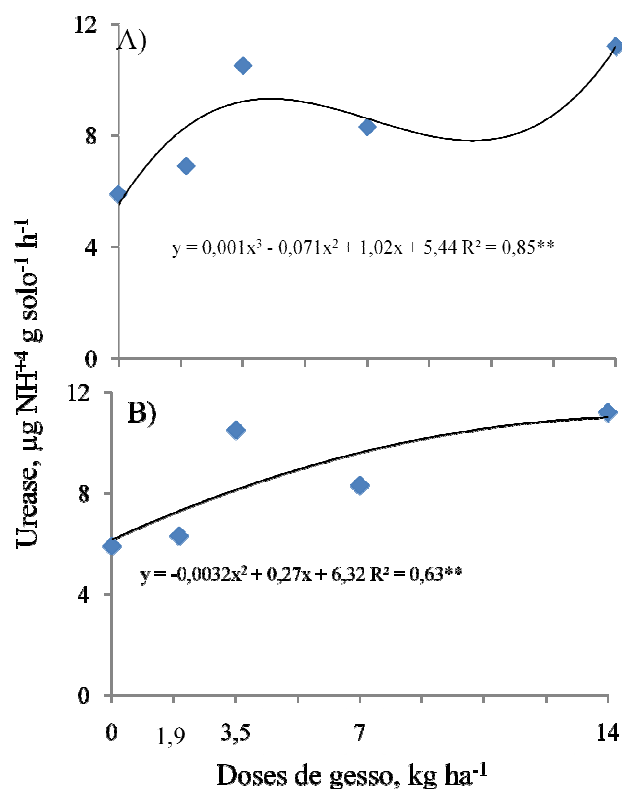 12
A)
8
4
0
y = 0,001x³ - 0,071x² + 1,02x + 5,44 R² = 0,85**
Urease, µg NH⁺⁴ g solo⁻¹ h⁻¹
12
B)
8
4
0
y = -0,0032x² + 0,27x + 6,32 R² = 0,63**
0 1,9 3,5 7 14
Doses de gesso, kg ha⁻¹